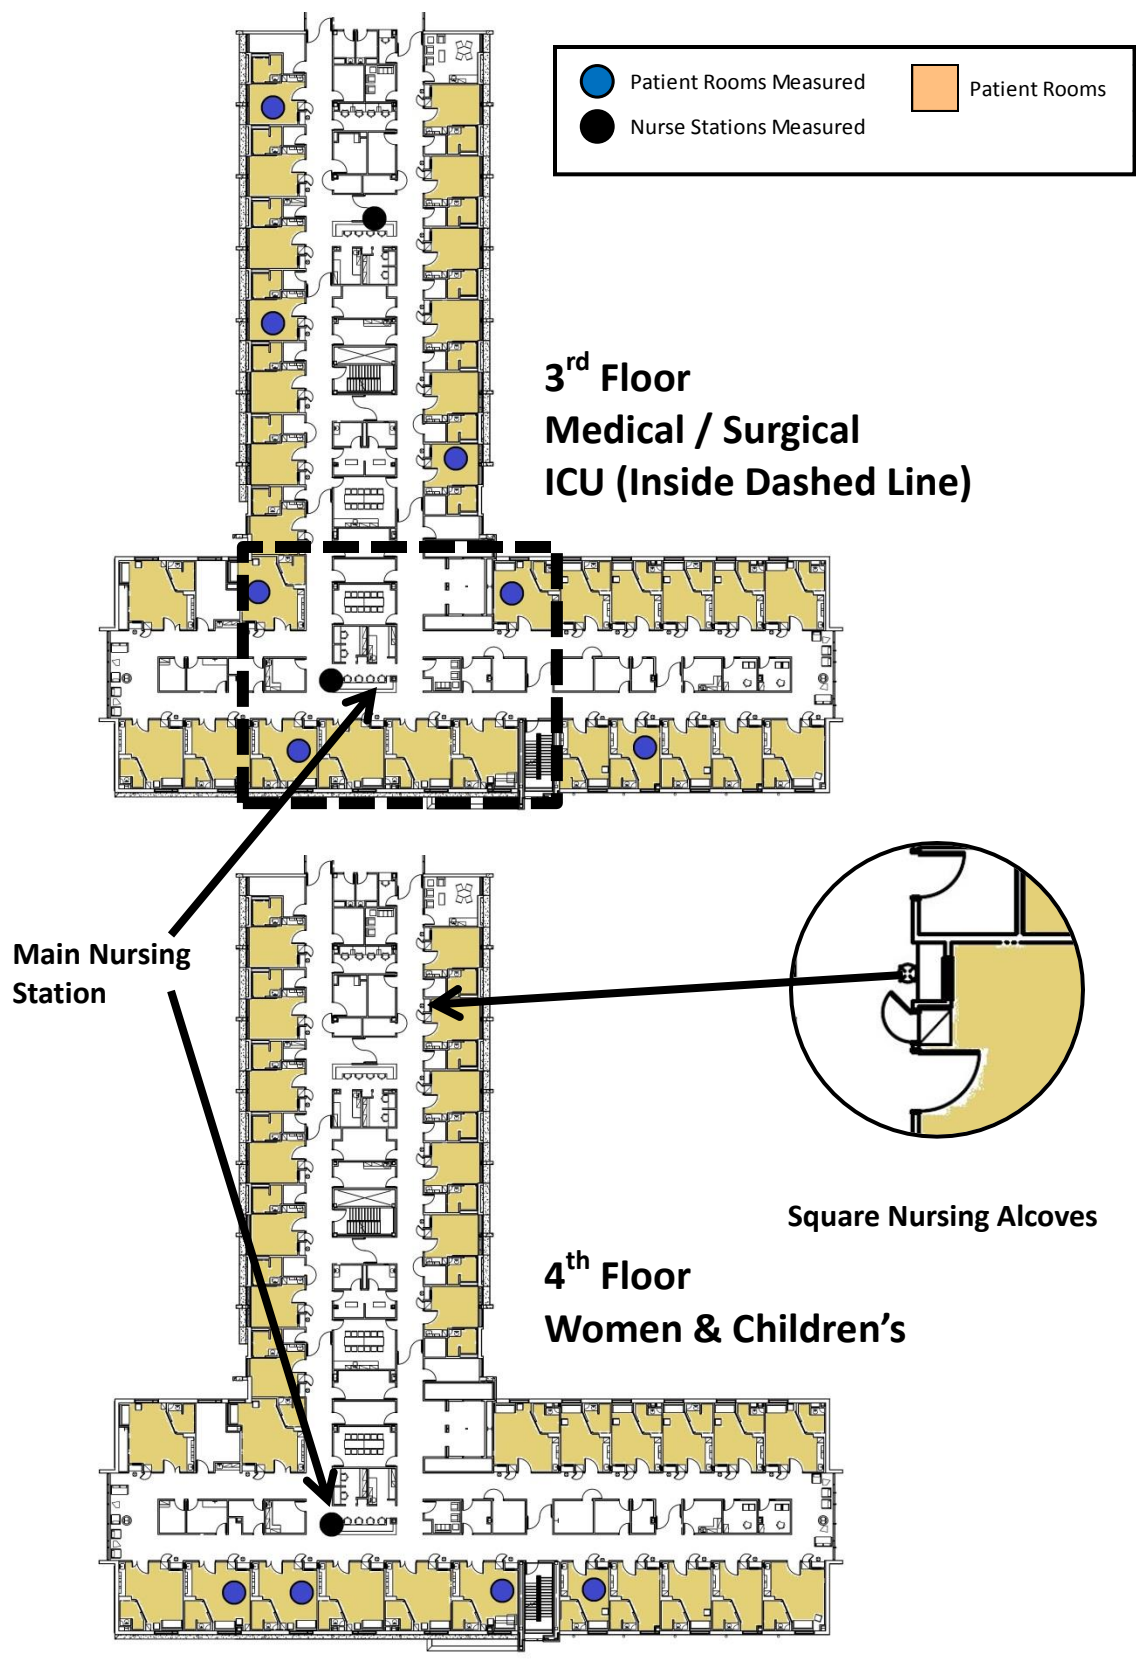 Patient Rooms Measured
Patient Rooms
Nurse Stations Measured
3rd Floor
Medical / Surgical
ICU (Inside Dashed Line)
Main Nursing
Station
Square Nursing Alcoves
4th Floor
Women & Children’s